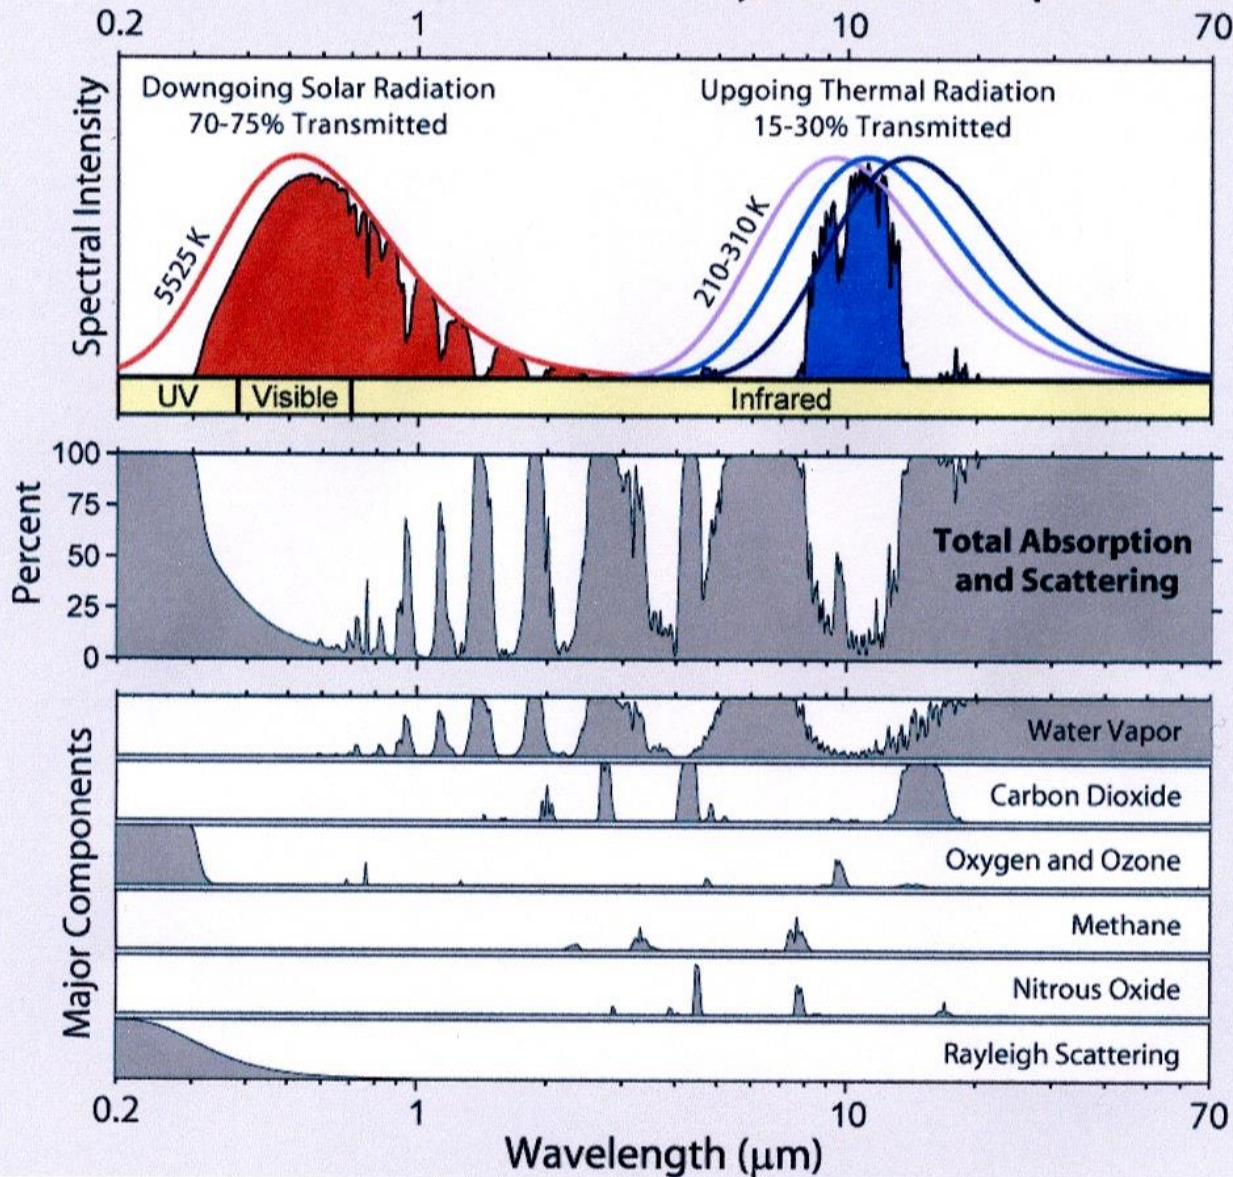 0.2 1 10 70
Spectral Intensity
Downgoing Solar Radiation
70-75% Transmitted
Upgoing Thermal Radiation
15-30% Transmitted
5525 K
210-310 K
UV Visible Infrared
Percent
100
75
50
25
0
Total Absorption
and Scattering
Major Components
Water Vapor
Carbon Dioxide
Oxygen and Ozone
Methane
Nitrous Oxide
Rayleigh Scattering
0.2 1 10 70
Wavelength (μm)